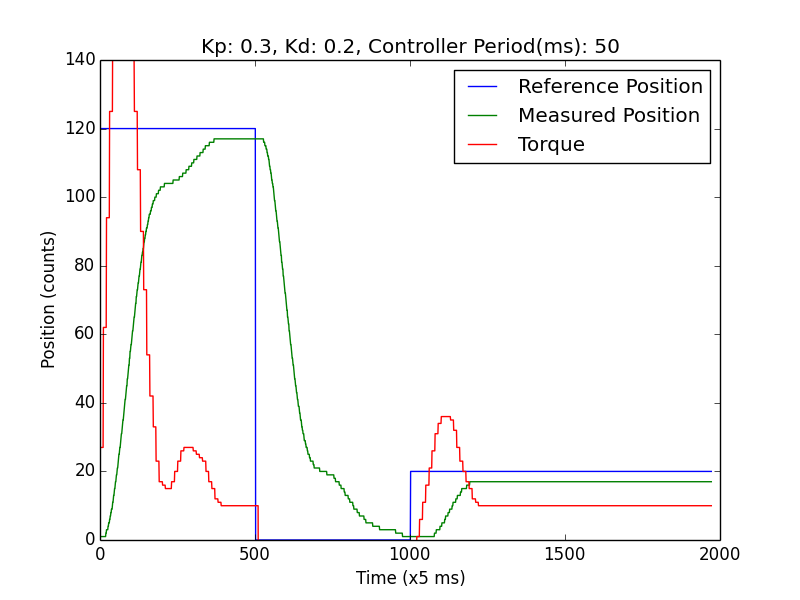 Kp: 0.3, Kd: 0.2, Controller Period(ms): 50
Reference Position
Measured Position
Torque
Position (counts)
140
120
100
80
60
40
20
0
0
500
1000
1500
2000
Time (x5 ms)